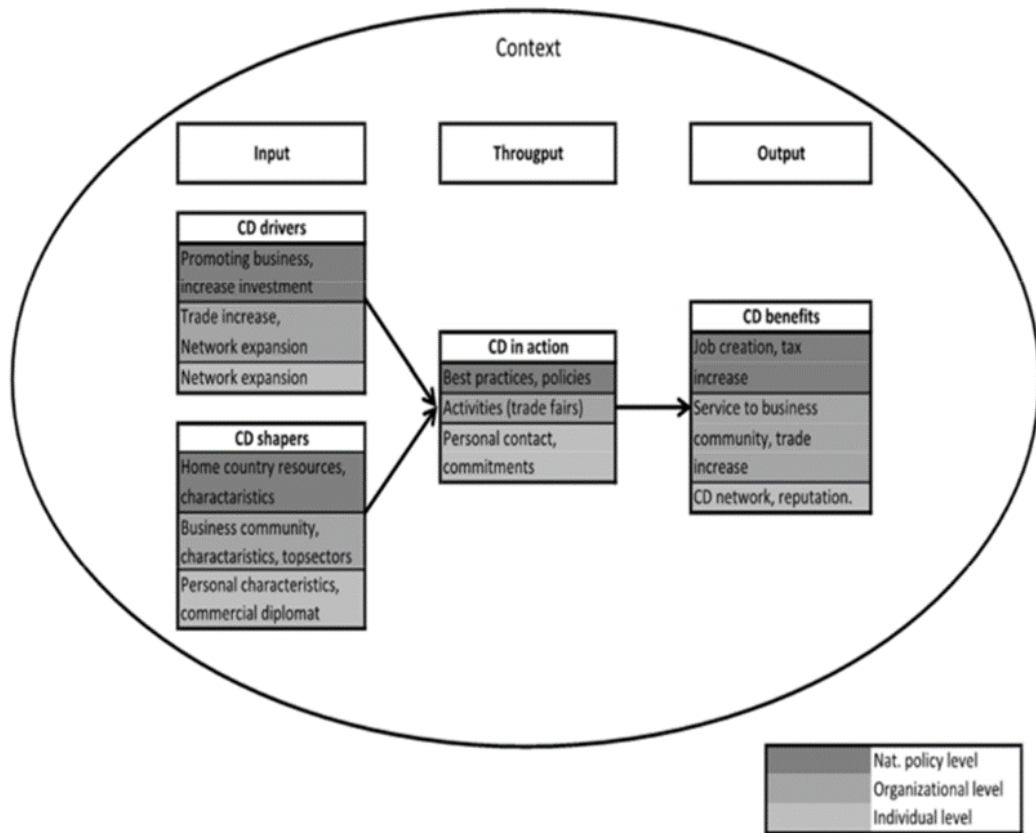 Context
Input
Througput
Output
CD drivers
Promoting business,
increase investment
Trade increase,
Network expansion
Network expansion
CD shapers
Home country resources,
charactaristics
Business community,
charactaristics, topsectors
Personal characteristics,
commercial diplomat
CD in action
Best practices, policies
Activities (trade fairs)
Personal contact,
commitments
CD benefits
Job creation, tax
increase
Service to business
community, trade
increase
CD network, reputation.
Nat. policy level
Organizational level
Individual level